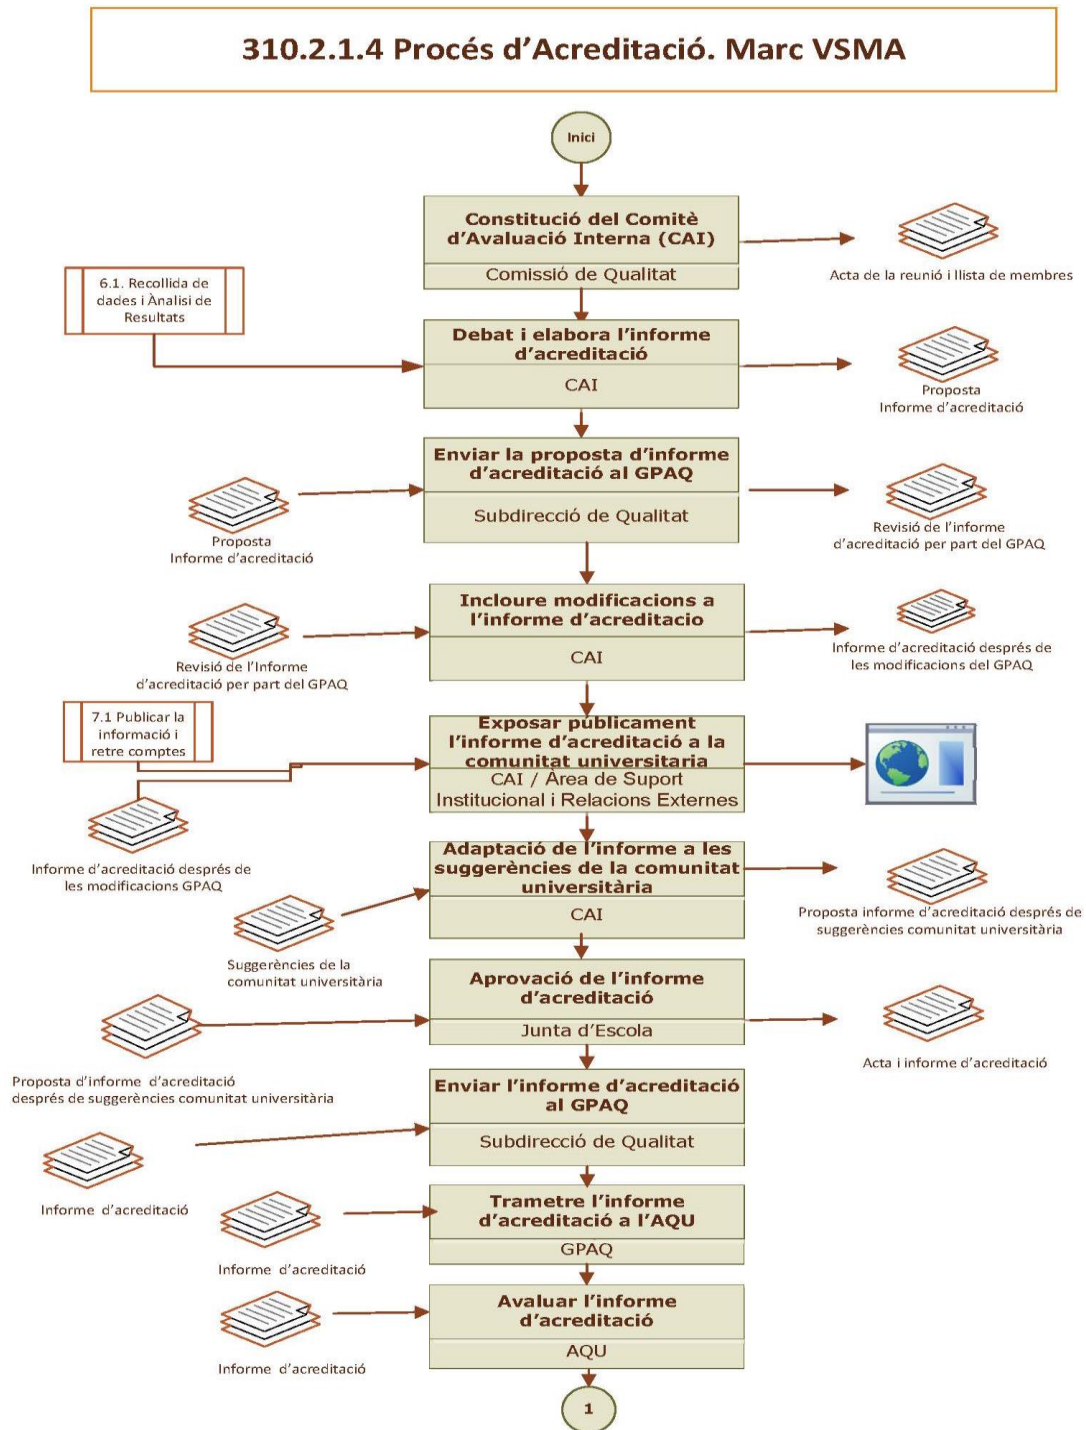 310.2.1.4 Procés d'Acreditació. Marc VSMA
Inici
Constitució del Comitè
d'Avaluació Interna (CAI)
Comissió de Qualitat
Acta de la reunió i llista de membres
6.1. Recollida de
dades i Ànalisi de
Resultats
Debat i elabora l'informe
d'acreditació
CAI
Proposta
Informe d'acreditació
Enviar la proposta d'informe
d'acreditació al GPAQ
Subdirecció de Qualitat
Proposta
Informe d'acreditació
Revisió de l'informe
d'acreditació per part del GPAQ
Incloure modificacions a
l'informe d'acreditacio
CAI
Revisió de l'Informe
d'acreditació per part del GPAQ
Informe d'acreditació després de
les modificacions del GPAQ
7.1 Publicar la
informació i
retre comptes
Exposar públicament
l'informe d'acreditació a la
comunitat universitaria
CAI / Àrea de Suport
Institucional i Relacions Externes
Informe d'acreditació després de
les modificacions GPAQ
Adaptació de l'informe a les
suggerències de la comunitat
universitària
CAI
Suggerències de la
comunitat universitària
Proposta informe d'acreditació després de
suggerències comunitat universitària
Aprovació de l'informe
d'acreditació
Junta d'Escola
Proposta d'informe d'acreditació
després de suggerències comunitat universitària
Acta i informe d'acreditació
Enviar l'informe d'acreditació
al GPAQ
Subdirecció de Qualitat
Informe d'acreditació
Trametre l'informe
d'acreditació a l'AQU
GPAQ
Informe d'acreditació
Avaluar l'informe
d'acreditació
AQU
Informe d'acreditació
1